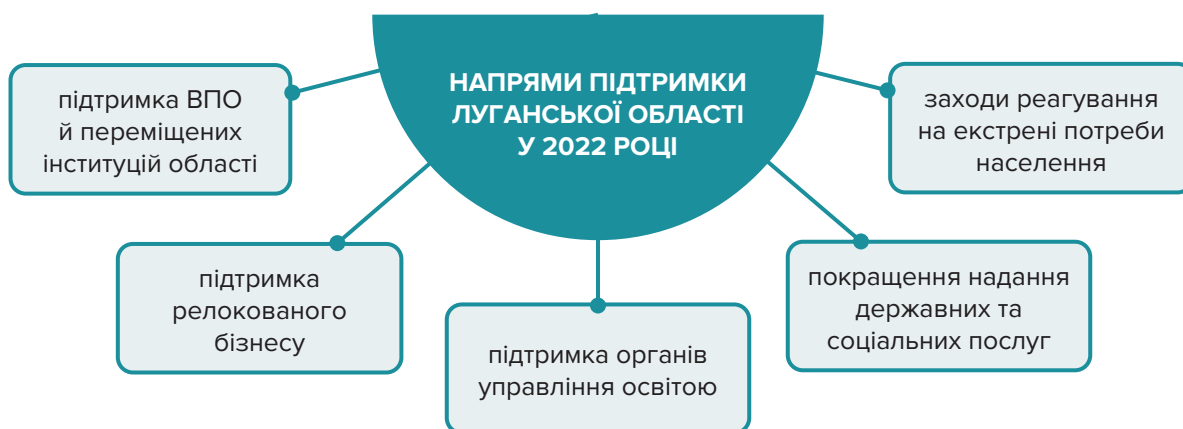 НАПРЯМИ ПІДТРИМКИ
ЛУГАНСЬКОЇ ОБЛАСТІ
У 2022 РОЦІ
підтримка ВПО
й переміщених
інституцій області
підтримка
релокованого
бізнесу
підтримка органів
управління освітою
покращення надання
державних та
соціальних послуг
заходи реагування
на екстрені потреби
населення